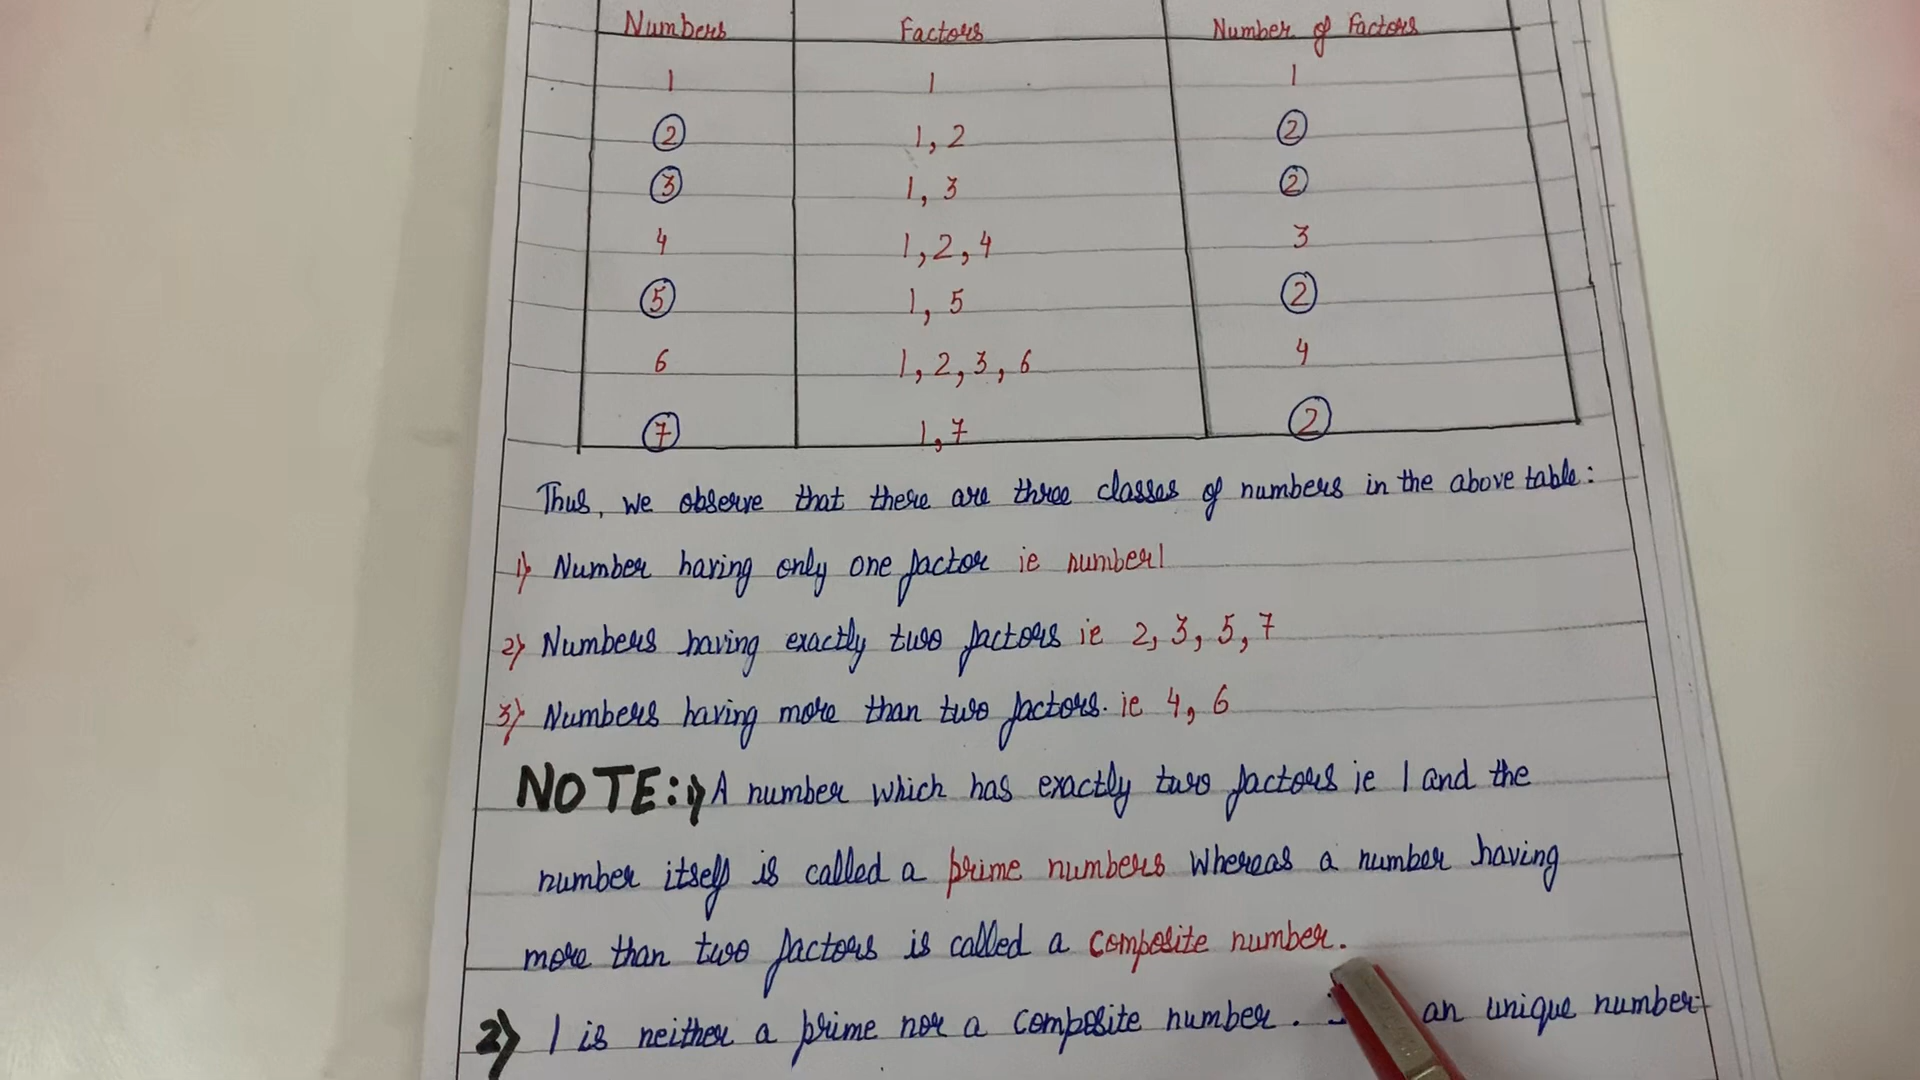 Numbers Factors Number of Factors
1 1 1
2 1, 2 2
3 1, 3 2
4 1, 2, 4 3
5 1, 5 2
6 1, 2, 3, 6 4
7 1, 7 2
Thus, we observe that there are three classes of numbers in the above table:
1) Number having only one factor ie number 1
2) Numbers having exactly two factors ie 2, 3, 5, 7
3) Numbers having more than two factors. ie 4, 6
NOTE: 1) A number which has exactly two factors ie 1 and the
number itself is called a prime numbers whereas a number having
more than two factors is called a composite number.
2) 1 is neither a prime nor a composite number. an unique number